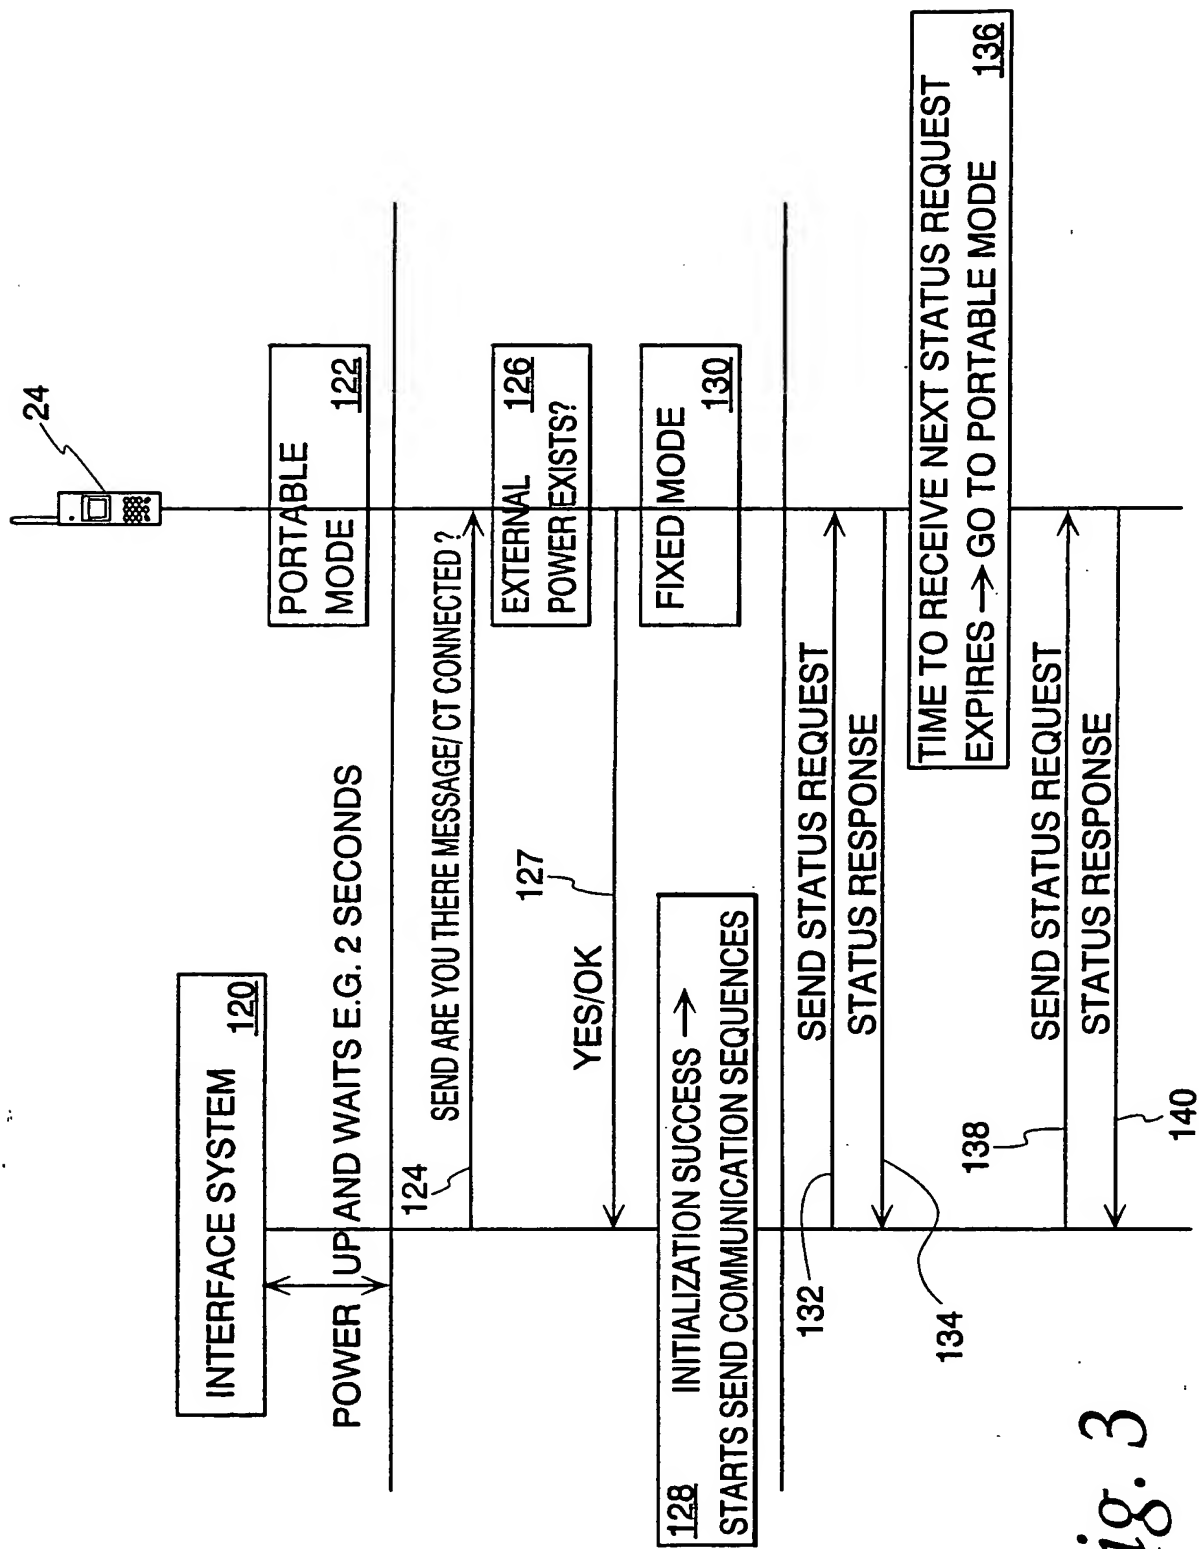 24
INTERFACE SYSTEM 120
PORTABLE
MODE 122
POWER UP AND WAITS E.G. 2 SECONDS
124
SEND ARE YOU THERE MESSAGE/ CT CONNECTED ?
EXTERNAL 126
POWER EXISTS?
YES/OK
127
128 INITIALIZATION SUCCESS →
STARTS SEND COMMUNICATION SEQUENCES
FIXED MODE
130
132
SEND STATUS REQUEST
134
STATUS RESPONSE
TIME TO RECEIVE NEXT STATUS REQUEST
EXPIRES → GO TO PORTABLE MODE 136
138
SEND STATUS REQUEST
STATUS RESPONSE
140
ig. 3